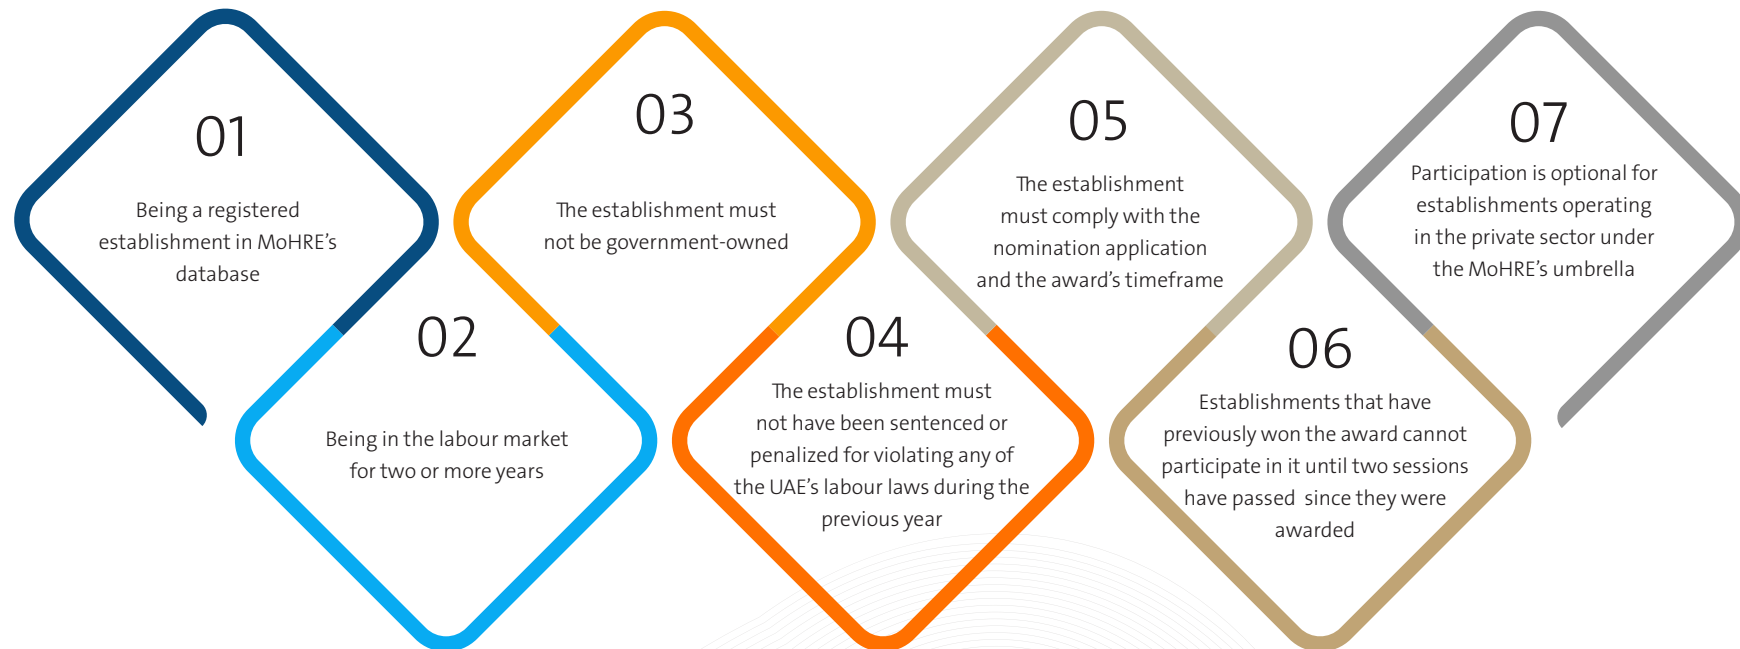 01
Being a registered
establishment in MoHRE's
database
02
Being in the labour market
for two or more years
03
The establishment must
not be government-owned
04
The establishment must
not have been sentenced or
penalized for violating any of
the UAE's labour laws during the
previous year
05
The establishment
must comply with the
nomination application
and the award's timeframe
06
Establishments that have
previously won the award cannot
participate in it until two sessions
have passed  since they were
awarded
07
Participation is optional for
establishments operating
in the private sector under
the MoHRE's umbrella